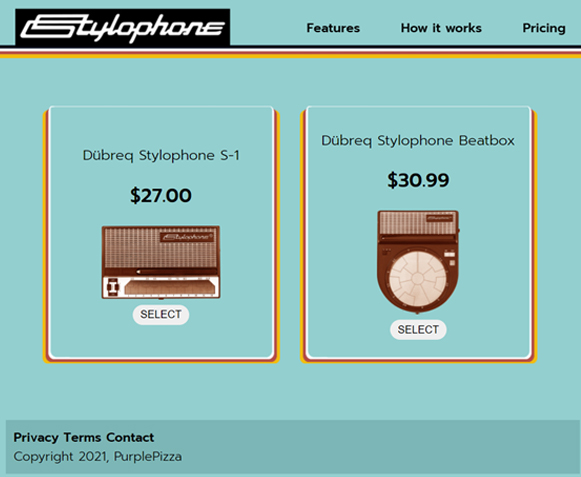 Stylophone
Features How it works Pricing
Dübreq Stylophone S-1
$27.00
Stylophone
SELECT
Dübreq Stylophone Beatbox
$30.99
SELECT
Privacy Terms Contact
Copyright 2021, PurplePizza